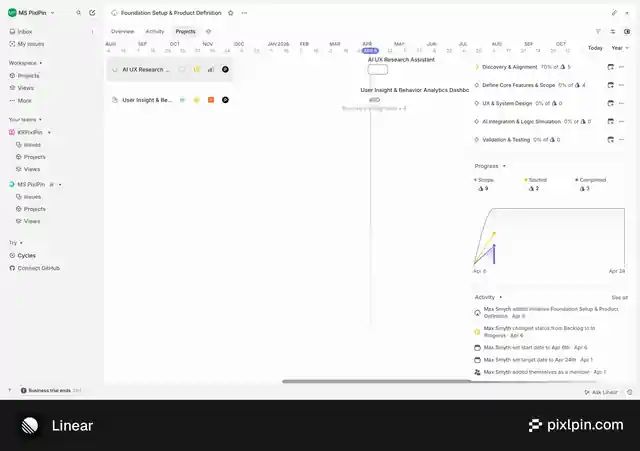 MS PixlPin
Foundation Setup & Product Definition
Inbox
My issues
Workspace
Projects
Views
More
Your teams
KRPixlPin
Issues
Projects
Views
MS PixlPin
Issues
Projects
Views
Try
Cycles
Connect GitHub
Business trial ends
Overview Activity Projects
AUG SEP OCT NOV DEC JAN 2026 FEB MAR APR MAY JUN JUL AUG SEP OCT
APR 6
Today Year
AI UX Research ...
AI UX Research Assistant
User Insight & Be...
User Insight & Behavior Analytics Dashbo
Discovery & Alignment 70% of 5
Define Core Features & Scope 0% of 4
UX & System Design 0% of 0
AI Integration & Logic Simulation 0% of 0
Validation & Testing 0% of 0
Progress
Scope Started Completed
9 2 3
Apr 6 Apr 24
Activity See all
Max Smyth added initiative Foundation Setup & Product Definition · Apr 6
Max Smyth changed status from Backlog to In Progress · Apr 6
Max Smyth set start date to Apr 6th · Apr 6
Max Smyth set target date to Apr 24th · Apr 1
Max Smyth added themselves as a member · Apr 1
Ask Linear
Linear
pixlpin.com